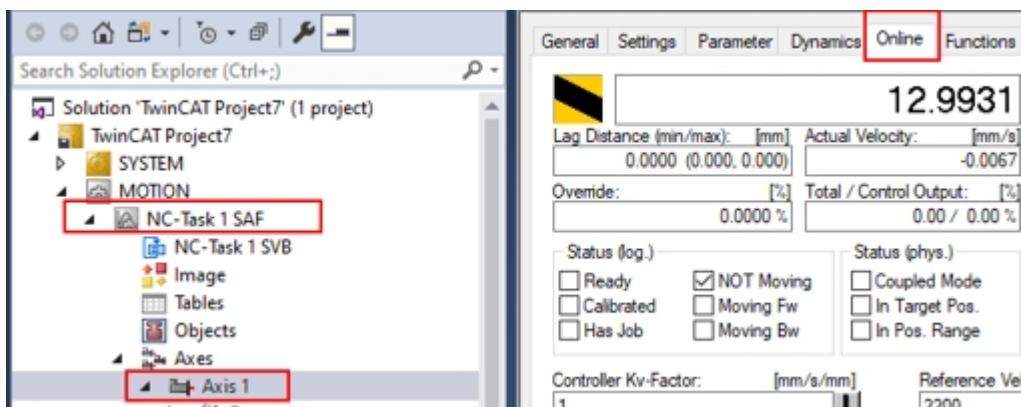 Search Solution Explorer (Ctrl+;)
Solution 'TwinCAT Project7' (1 project)
TwinCAT Project7
SYSTEM
MOTION
NC-Task 1 SAF
NC-Task 1 SVB
Image
Tables
Objects
Axes
Axis 1
General Settings Parameter Dynamics Online Functions
12.9931
Lag Distance (min/max): [mm] Actual Velocity: [mm/s]
0.0000 (0.000, 0.000) -0.0067
Override: [%] Total / Control Output: [%]
0.0000 % 0.00 / 0.00 %
Status (log.) Status (phys.)
Ready NOT Moving Coupled Mode
Calibrated Moving Fw In Target Pos.
Has Job Moving Bw In Pos. Range
Controller Kv-Factor: [mm/s/mm] Reference Vel
1 2200